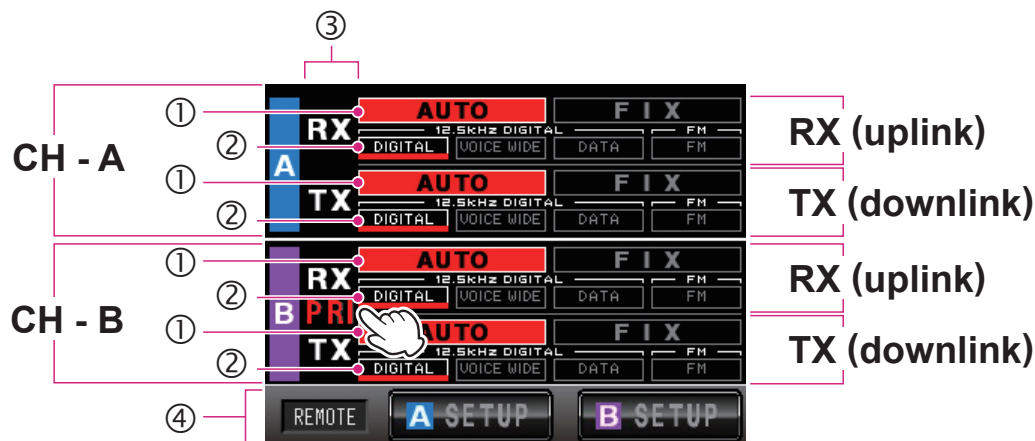 ③
CH - A
A
① AUTO F I X
RX
12.5kHz DIGITAL FM
② DIGITAL VOICE WIDE DATA FM
RX (uplink)
① AUTO F I X
TX
12.5kHz DIGITAL FM
② DIGITAL VOICE WIDE DATA FM
TX (downlink)
CH - B
B
① AUTO F I X
RX
12.5kHz DIGITAL FM
② DIGITAL VOICE WIDE DATA FM
RX (uplink)
PRI
① AUTO F I X
TX
12.5kHz DIGITAL FM
② DIGITAL VOICE WIDE DATA FM
TX (downlink)
④ REMOTE A SETUP B SETUP